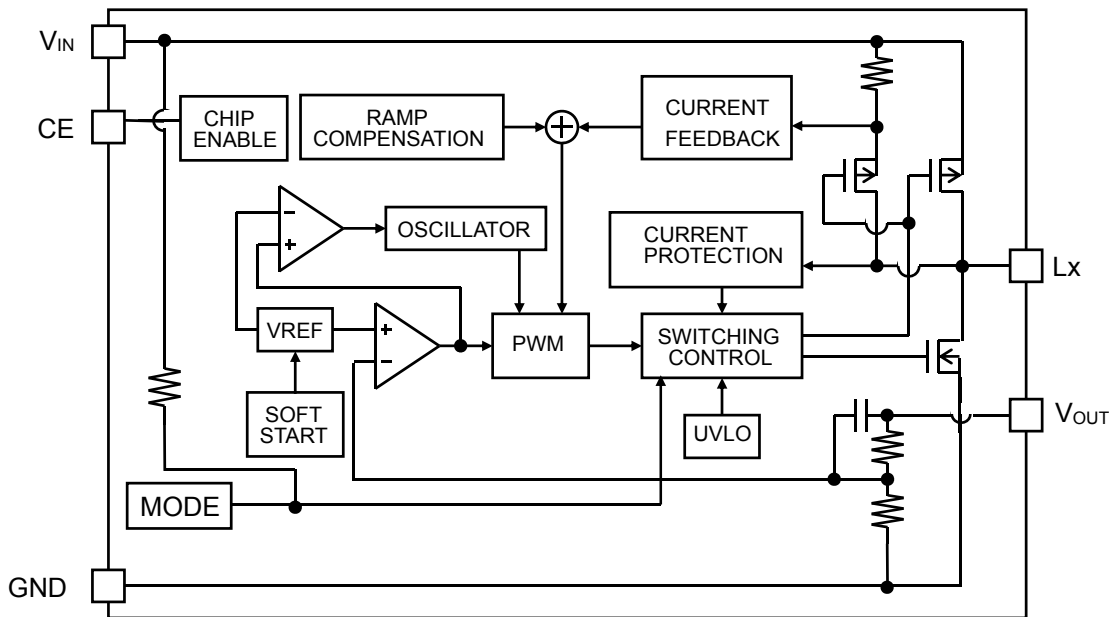 VIN
CE
CHIP
ENABLE
RAMP
COMPENSATION
+
CURRENT
FEEDBACK
−
+
OSCILLATOR
CURRENT
PROTECTION
Lx
VREF
+
−
PWM
SWITCHING
CONTROL
SOFT
START
UVLO
VOUT
MODE
GND